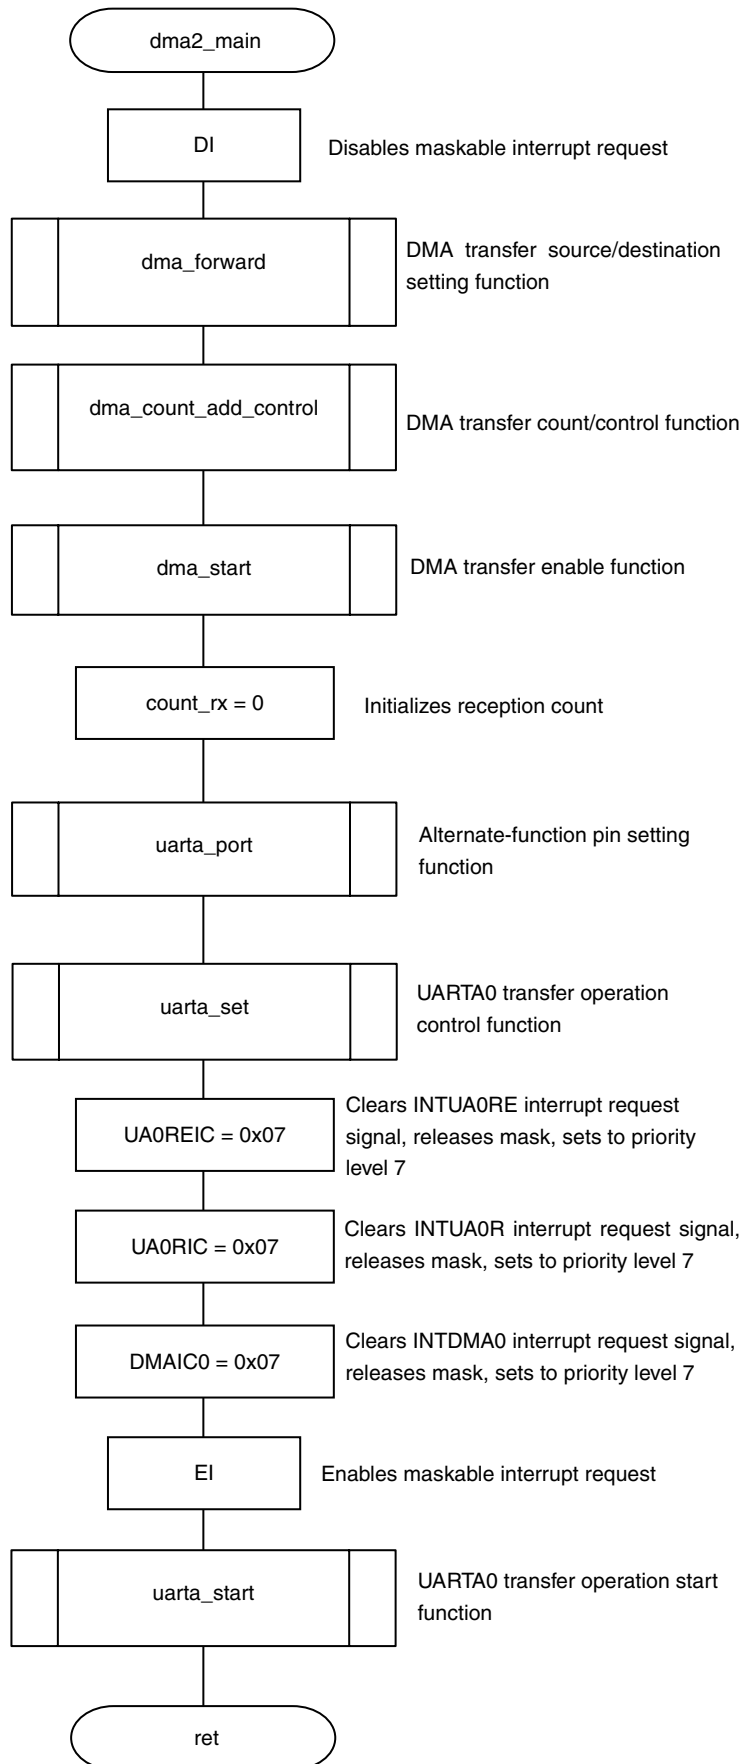 dma2_main
DI
Disables maskable interrupt request
dma_forward
DMA transfer source/destination
setting function
dma_count_add_control
DMA transfer count/control function
dma_start
DMA transfer enable function
count_rx = 0
Initializes reception count
uarta_port
Alternate-function pin setting
function
uarta_set
UARTA0 transfer operation
control function
UA0REIC = 0x07
Clears INTUA0RE interrupt request
signal, releases mask, sets to priority
level 7
UA0RIC = 0x07
Clears INTUA0R interrupt request signal,
releases mask, sets to priority level 7
DMAIC0 = 0x07
Clears INTDMA0 interrupt request signal,
releases mask, sets to priority level 7
EI
Enables maskable interrupt request
uarta_start
UARTA0 transfer operation start
function
ret